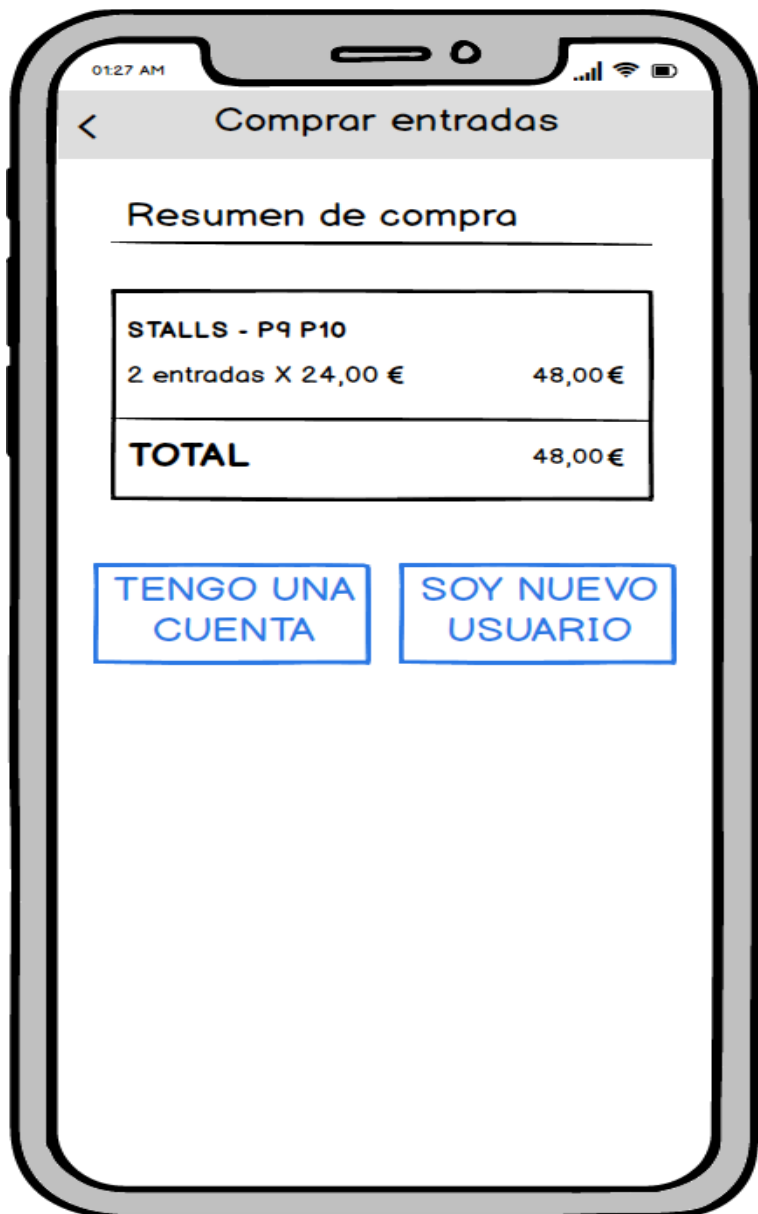 01:27 AM
Comprar entradas
Resumen de compra
STALLS - P9 P10
2 entradas X 24,00 € 48,00€
TOTAL 48,00€
TENGO UNA
CUENTA
SOY NUEVO
USUARIO